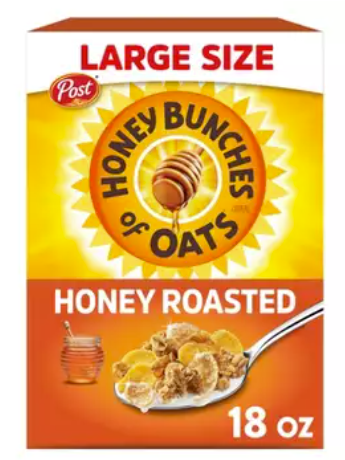 LARGE SIZE
Post
HONEY BUNCHES
of OATS
HONEY ROASTED
18 OZ